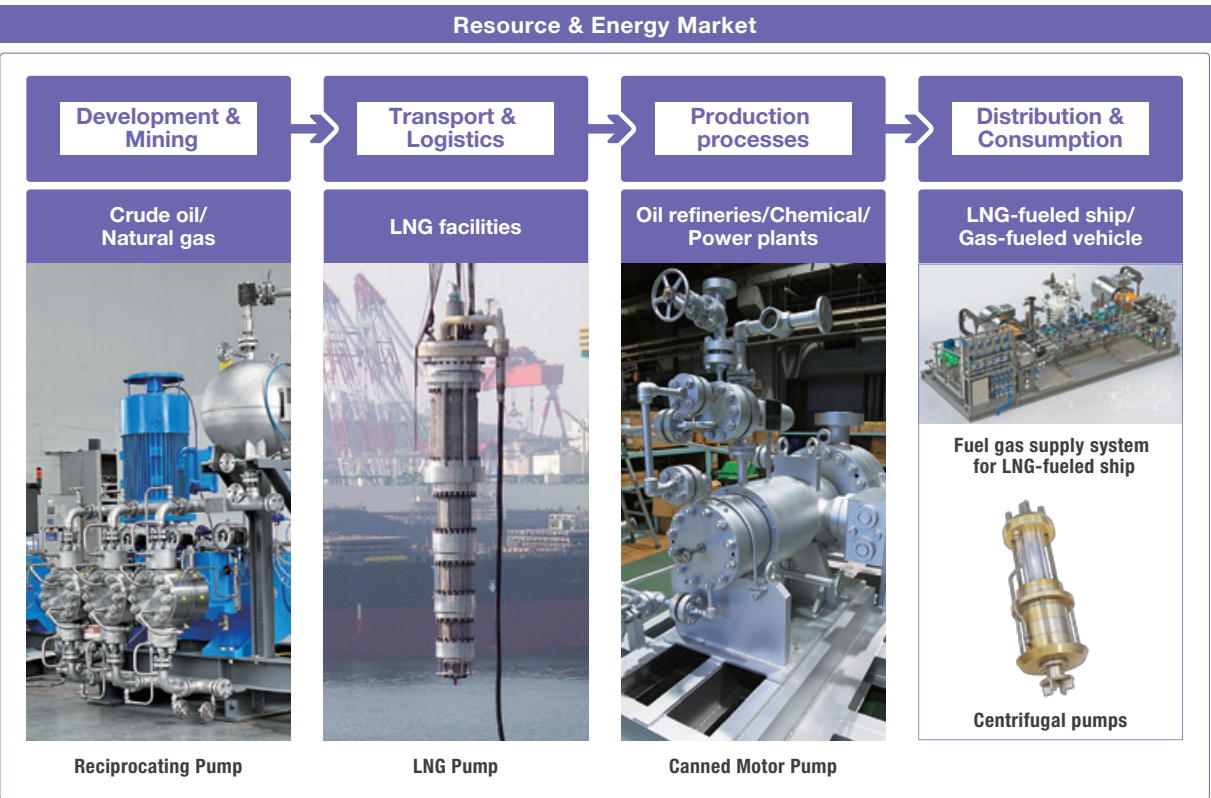 Resource & Energy Market
Development &
Mining
Transport &
Logistics
Production
processes
Distribution &
Consumption
Crude oil/
Natural gas
LNG facilities
Oil refineries/Chemical/
Power plants
LNG-fueled ship/
Gas-fueled vehicle
Fuel gas supply system
for LNG-fueled ship
Centrifugal pumps
Reciprocating Pump
LNG Pump
Canned Motor Pump